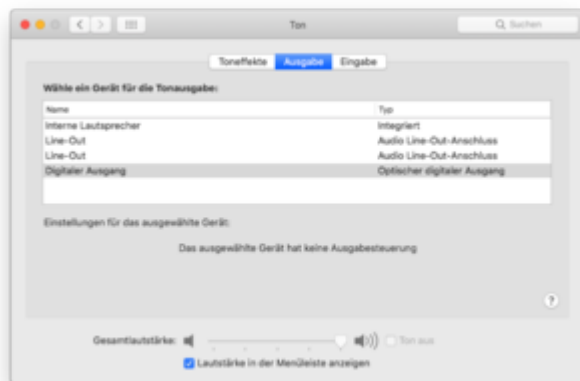 Ton
Suchen
Toneffekte Ausgabe Eingabe
Wähle ein Gerät für die Tonausgabe:
Name Typ
Interne Lautsprecher Integriert
Line-Out Audio Line-Out-Anschluss
Line-Out Audio Line-Out-Anschluss
Digitaler Ausgang Optischer digitaler Ausgang
Einstellungen für das ausgewählte Gerät:
Das ausgewählte Gerät hat keine Ausgabesteuerung
?
Gesamtlautstärke: Ton aus
Lautstärke in der Menüleiste anzeigen